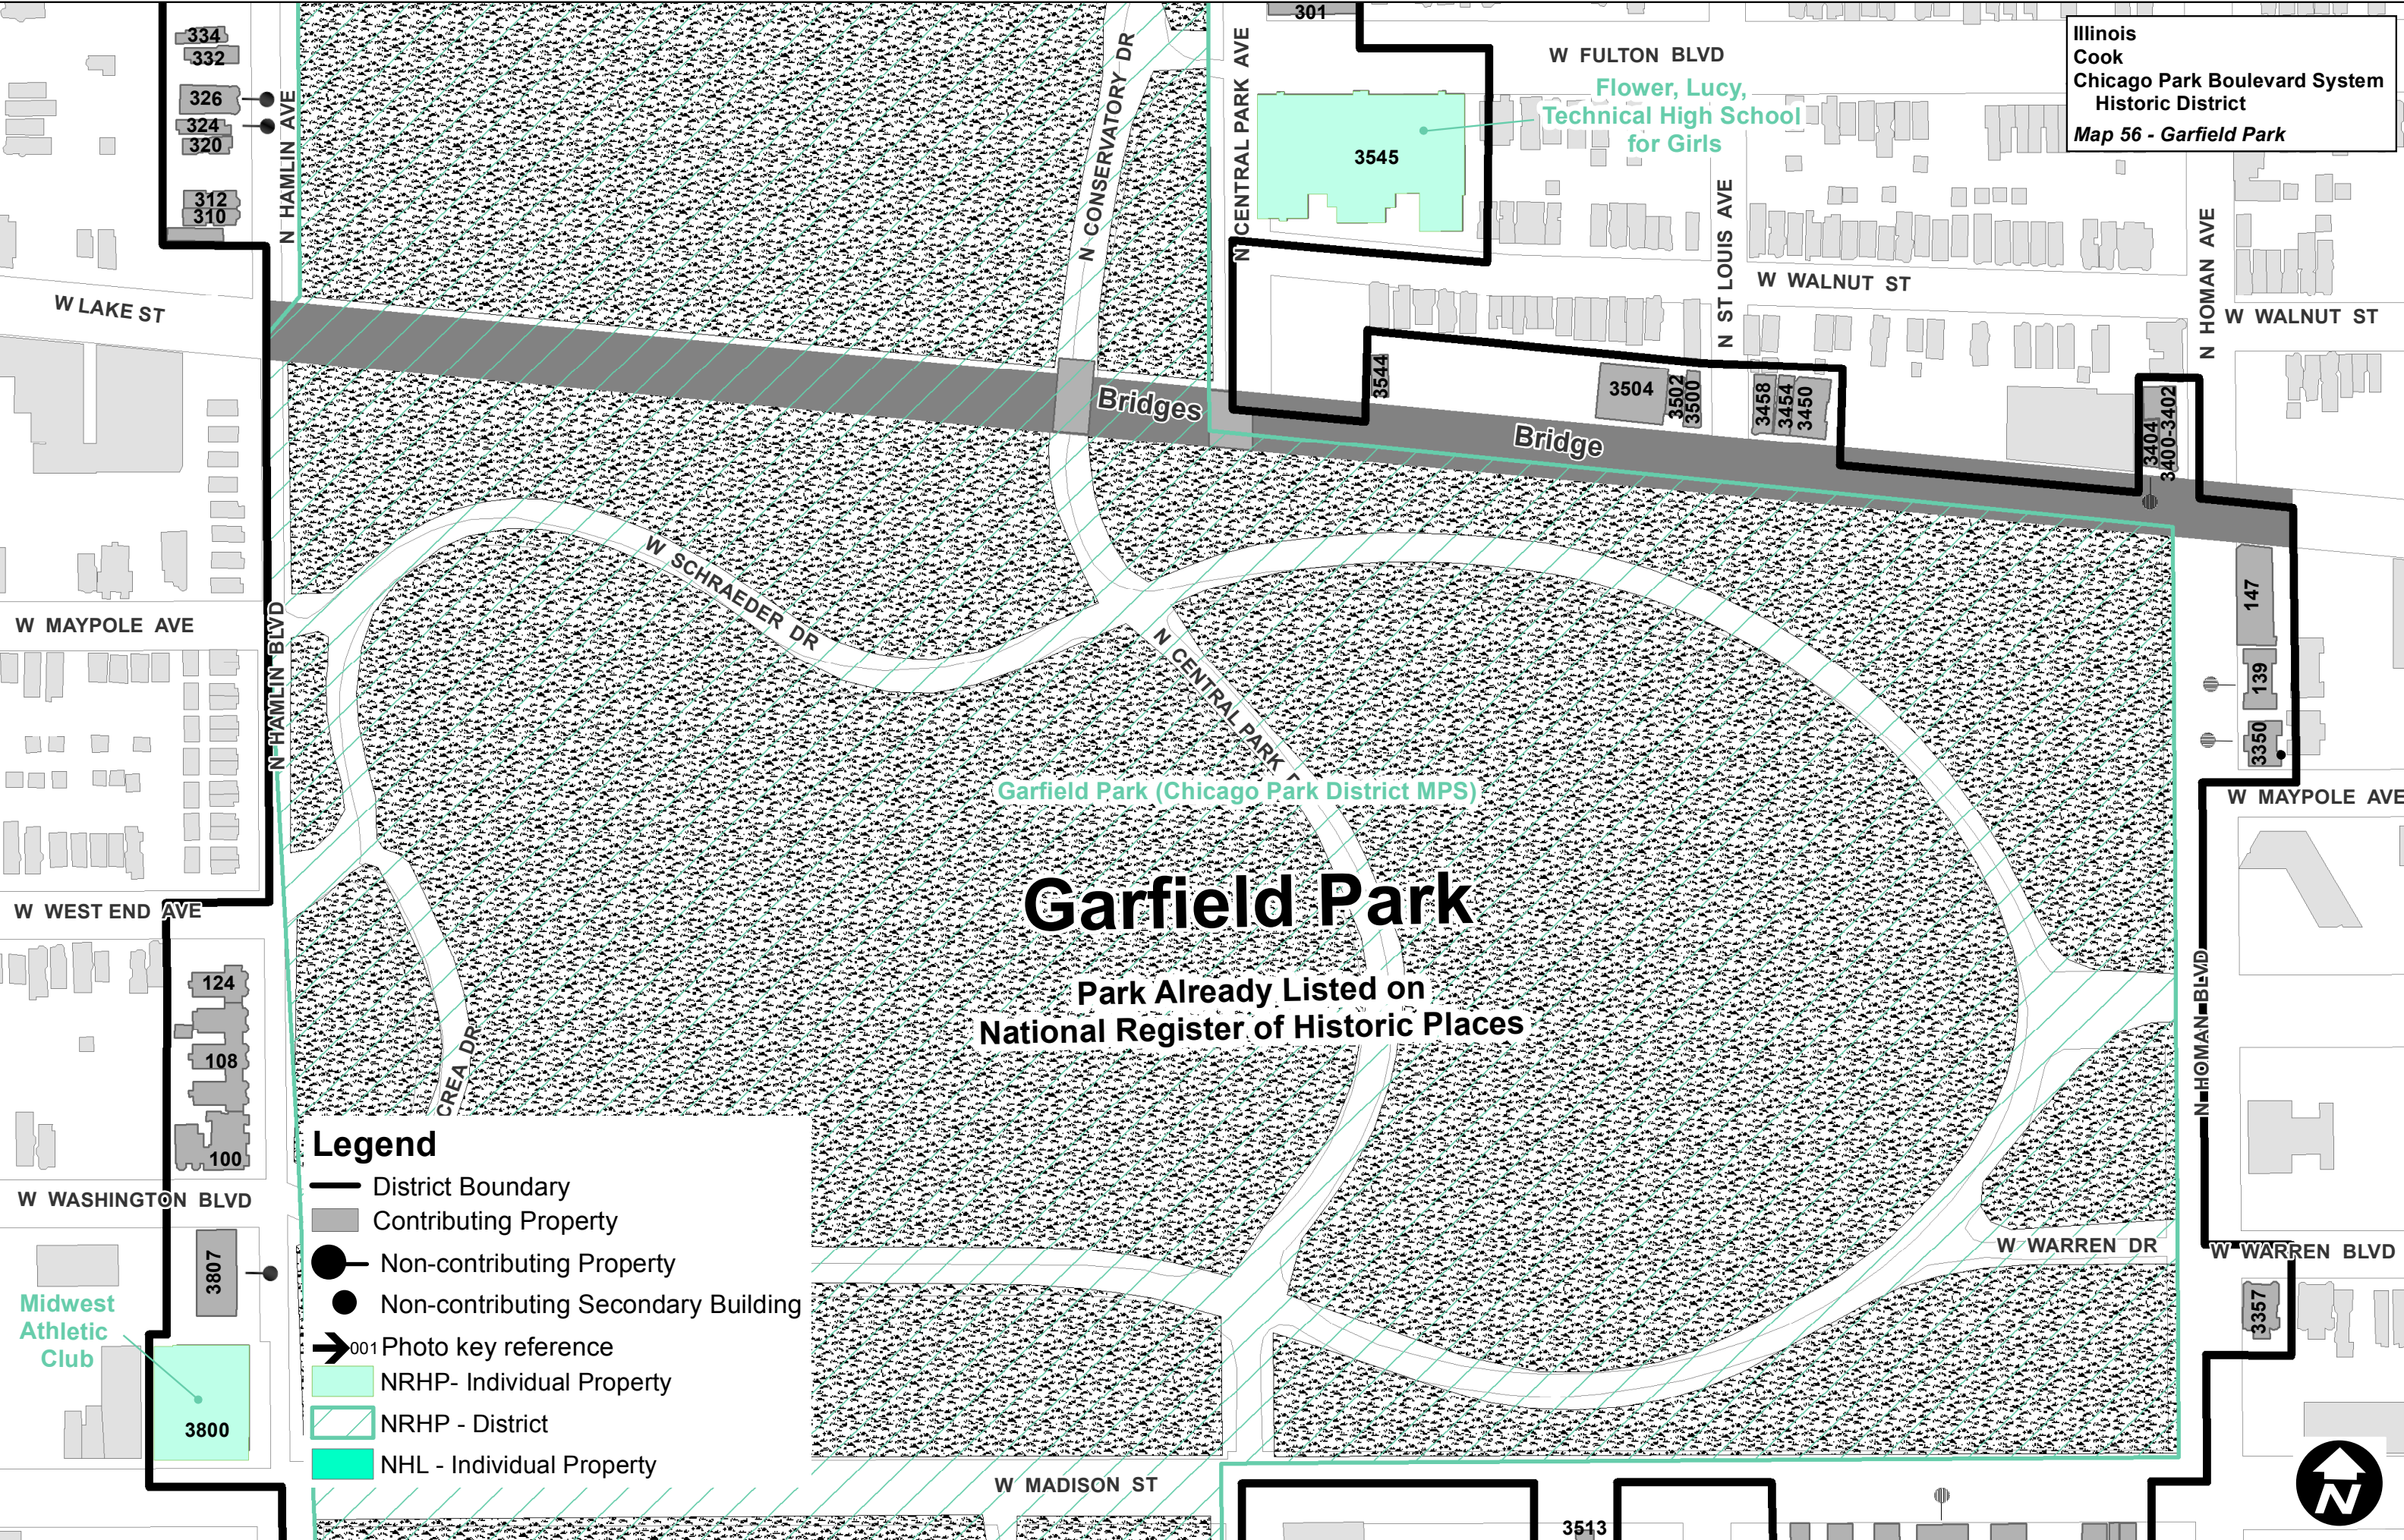 301
334
332
326
324
320
312
310
N HAMLIN AVE
W LAKE ST
N CONSERVATORY DR
N CENTRAL PARK AVE
W FULTON BLVD
Flower, Lucy,
Technical High School
for Girls
3545
Illinois
Cook
Chicago Park Boulevard System
Historic District
Map 56 - Garfield Park
N ST LOUIS AVE
W WALNUT ST
N HOMAN AVE
W WALNUT ST
Bridges
Bridge
3544
3504
3502
3500
3458
3454
3450
3404
3400-3402
W SCHRAEDER DR
W MAYPOLE AVE
N HAMLIN BLVD
N CENTRAL PARK
147
139
3350
W MAYPOLE AVE
Garfield Park (Chicago Park District MPS)
Garfield Park
Park Already Listed on
National Register of Historic Places
W WEST END AVE
124
108
100
CREA DR
N HOMAN BLVD
W WASHINGTON BLVD
3807
Midwest
Athletic
Club
3800
W WARREN DR
W WARREN BLVD
3357
Legend
District Boundary
Contributing Property
Non-contributing Property
Non-contributing Secondary Building
001 Photo key reference
NRHP- Individual Property
NRHP - District
NHL - Individual Property
W MADISON ST
3513
N